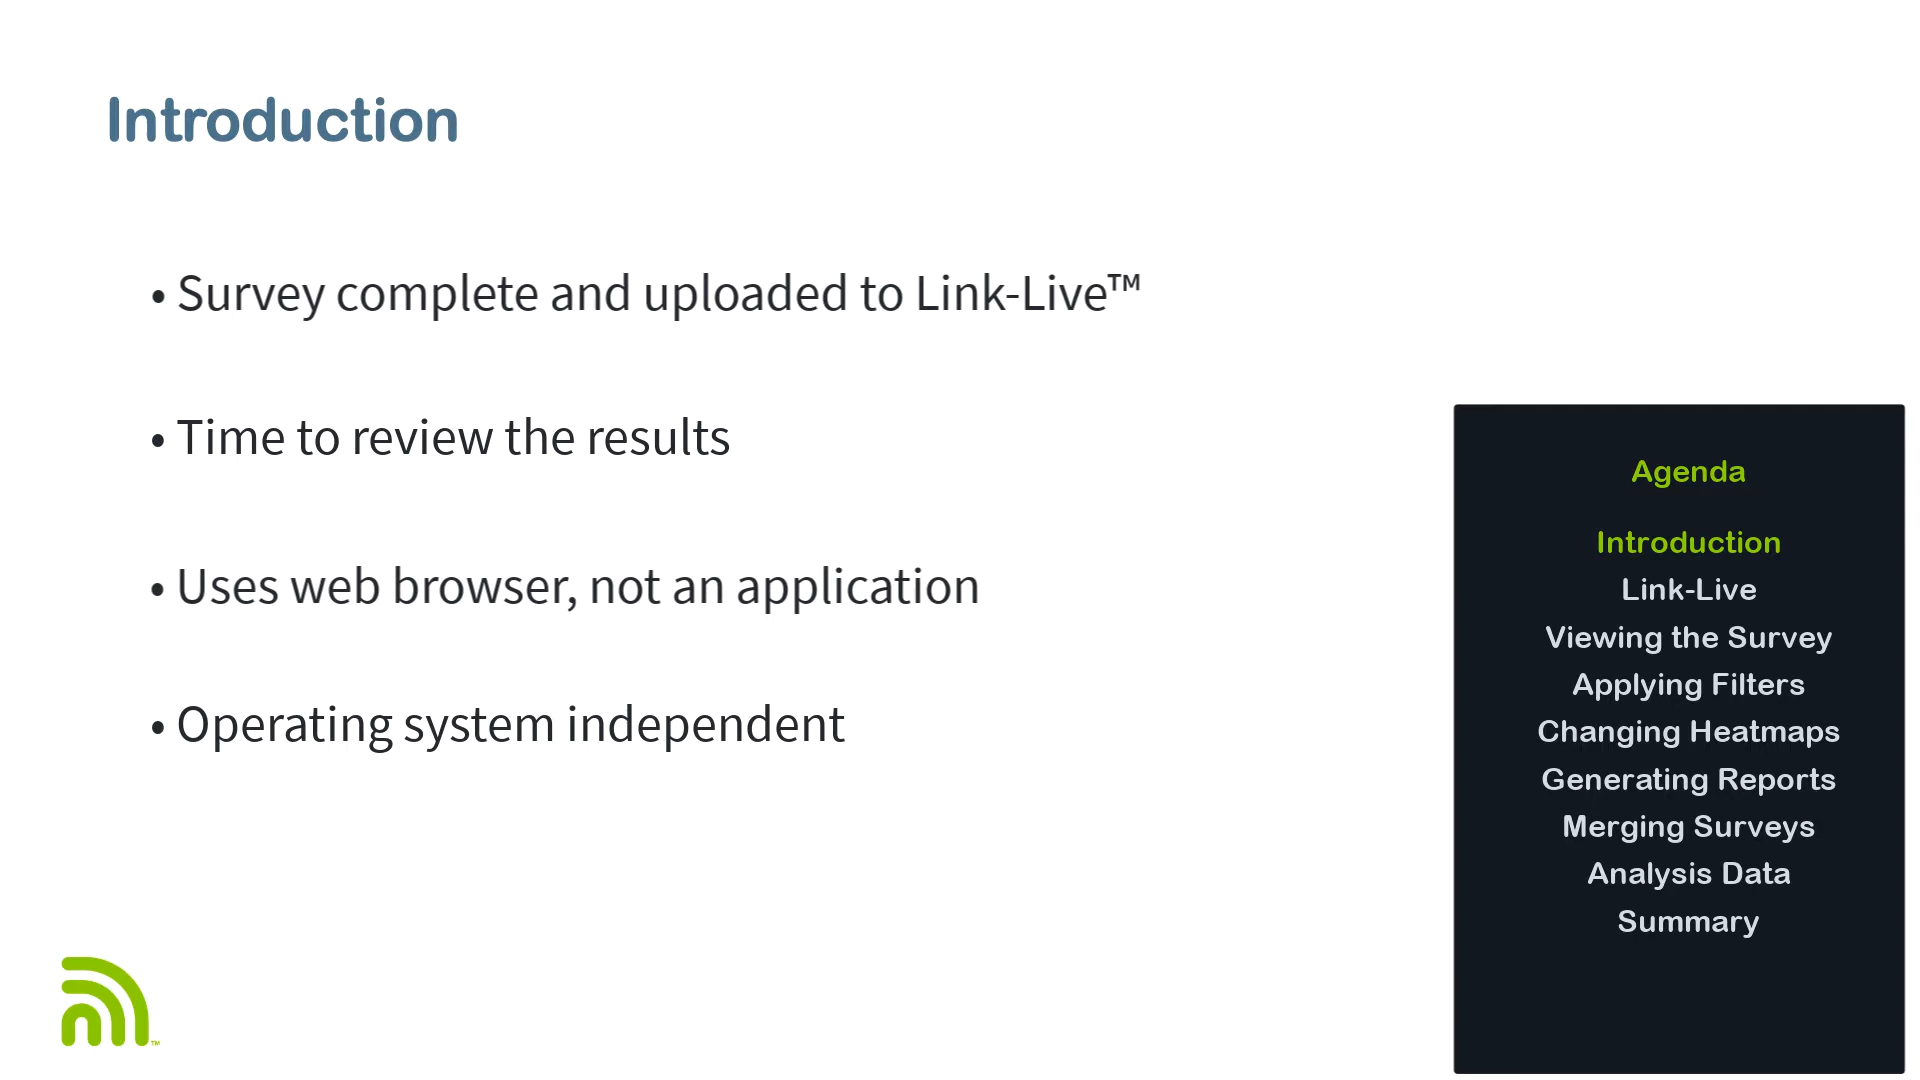 Introduction
• Survey complete and uploaded to Link-Live™
• Time to review the results
• Uses web browser, not an application
• Operating system independent
Agenda
Introduction
Link-Live
Viewing the Survey
Applying Filters
Changing Heatmaps
Generating Reports
Merging Surveys
Analysis Data
Summary
™